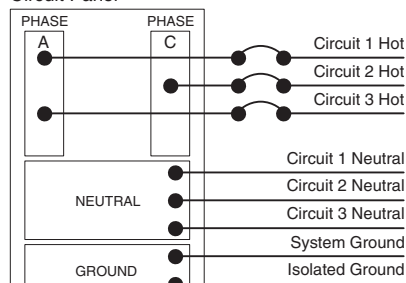 Circuit Panel
PHASE PHASE
A C
Circuit 1 Hot
Circuit 2 Hot
Circuit 3 Hot
Circuit 1 Neutral
NEUTRAL
Circuit 2 Neutral
Circuit 3 Neutral
System Ground
GROUND
Isolated Ground